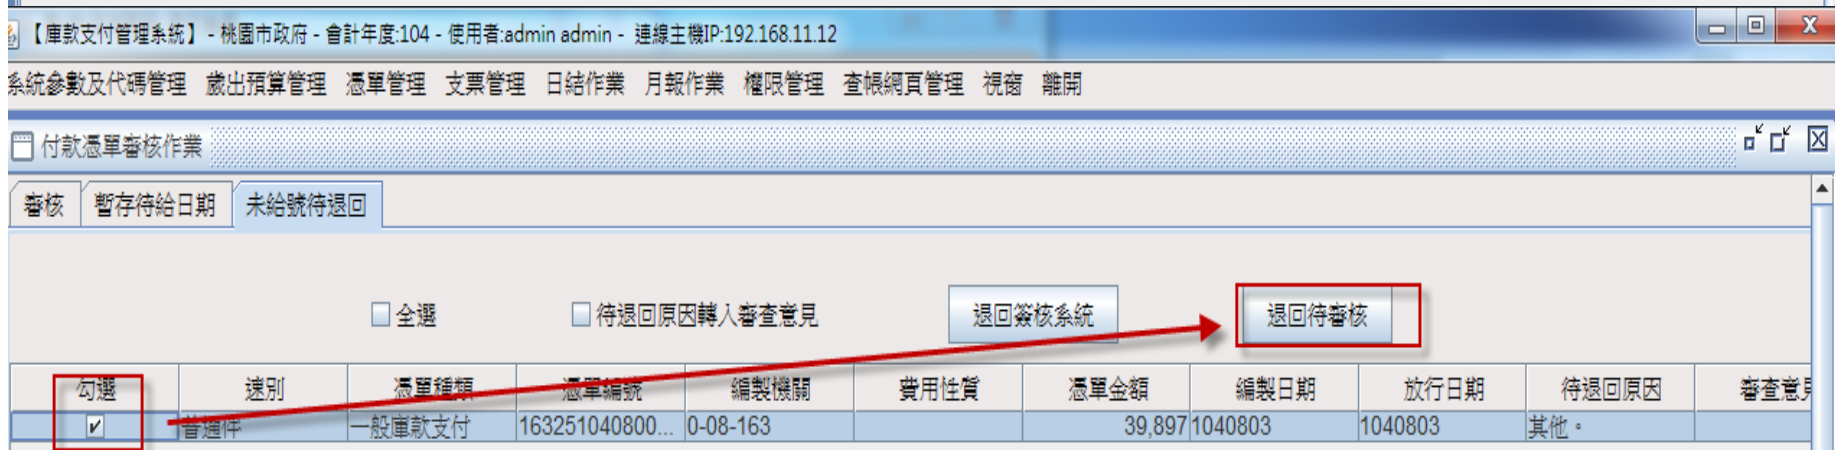 【庫款支付管理系統】 - 桃園市政府 - 會計年度:104 - 使用者:admin admin - 連線主機IP:192.168.11.12
系統參數及代碼管理 歲出預算管理 憑單管理 支票管理 日結作業 月報作業 權限管理 查帳網頁管理 視窗 離開
付款憑單審核作業
審核 暫存待給日期 未給號待退回
全選 待退回原因轉入審查意見 退回簽核系統 退回待審核
勾選 速別 憑單種類 憑單編號 編製機關 費用性質 憑單金額 編製日期 放行日期 待退回原因 審查意見
普通件 一般庫款支付 163251040800... 0-08-163 39,897 1040803 1040803 其他。